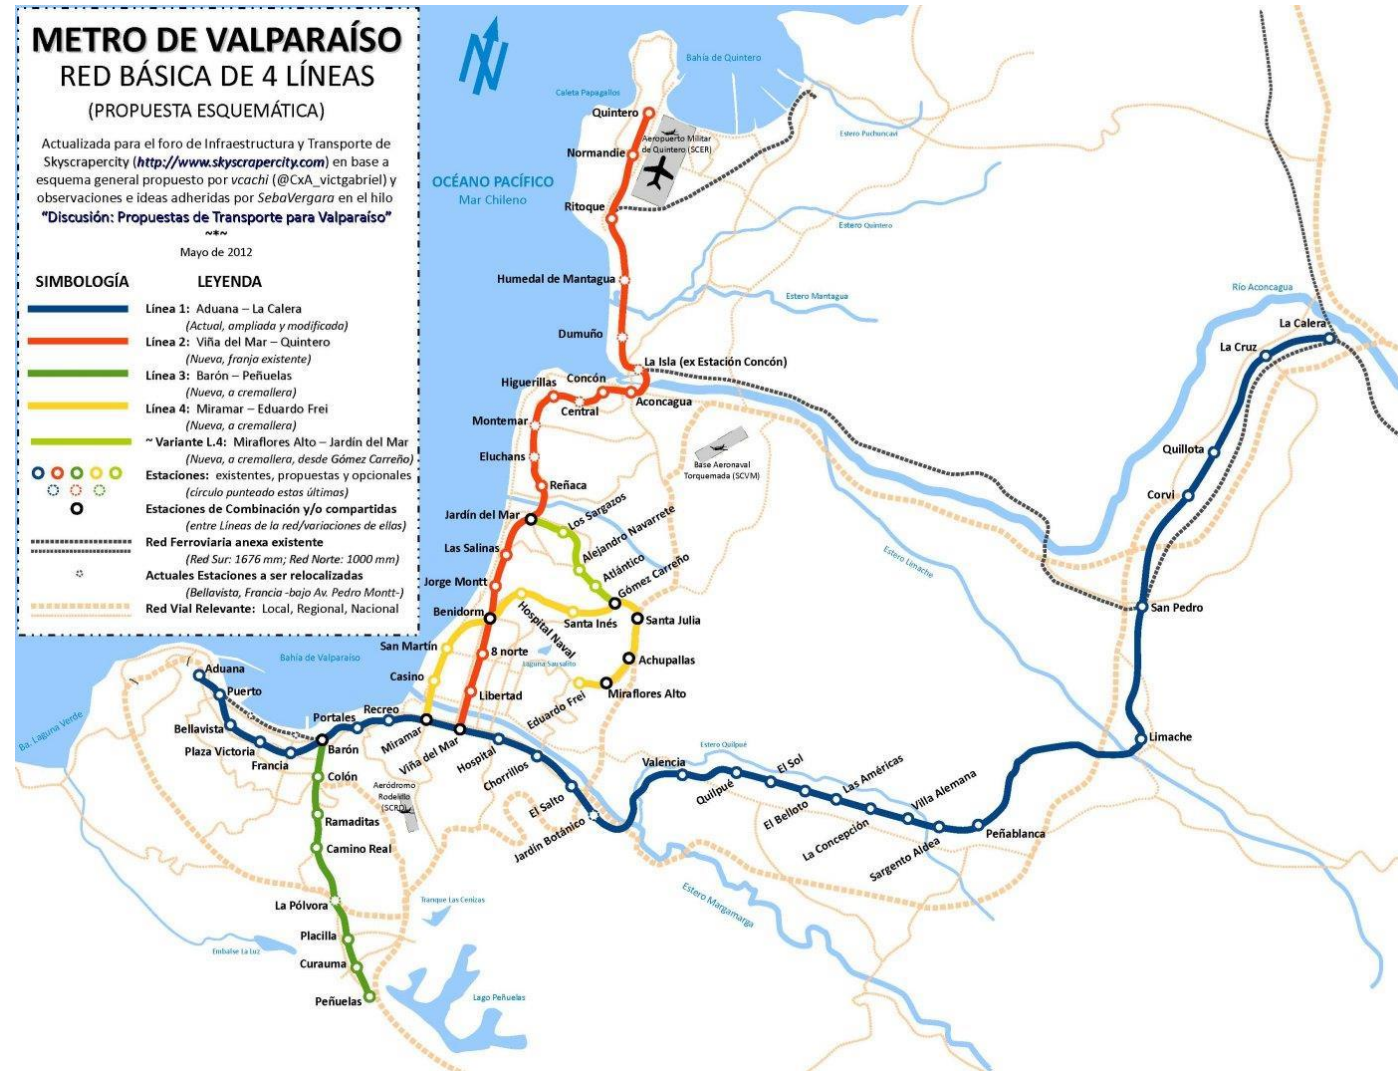 METRO DE VALPARAÍSO
RED BÁSICA DE 4 LÍNEAS
(PROPUESTA ESQUEMÁTICA)
Actualizada para el foro de Infraestructura y Transporte de
Skyscrapercity (http://www.skyscrapercity.com) en base a
esquema general propuesto por vcachi (@CxA_victgabriel) y
observaciones e ideas adheridas por SebaVergara en el hilo
“Discusión: Propuestas de Transporte para Valparaíso”
~*~
Mayo de 2012
SIMBOLOGÍA LEYENDA
Línea 1: Aduana – La Calera
(Actual, ampliada y modificada)
Línea 2: Viña del Mar – Quintero
(Nueva, franja existente)
Línea 3: Barón – Peñuelas
(Nueva, a cremallera)
Línea 4: Miramar – Eduardo Frei
(Nueva, a cremallera)
~ Variante L.4: Miraflores Alto – Jardín del Mar
(Nueva, a cremallera, desde Gómez Carreño)
Estaciones: existentes, propuestas y opcionales
(círculo punteado estas últimas)
Estaciones de Combinación y/o compartidas
(entre Líneas de la red/variaciones de ellas)
Red Ferroviaria anexa existente
(Red Sur: 1676 mm; Red Norte: 1000 mm)
Actuales Estaciones a ser relocalizadas
(Bellavista, Francia -bajo Av. Pedro Montt-)
Red Vial Relevante: Local, Regional, Nacional
N
Bahía de Quintero
Caleta Papagallos
Quintero
Aeropuerto Militar
de Quintero (SCER)
Estero Puchuncaví
Normandie
OCÉANO PACÍFICO
Mar Chileno
Ritoque
Estero Quintero
Humedal de Mantagua
Estero Mantagua
Río Aconcagua
Dumuño
La Calera
La Cruz
La Isla (ex Estación Concón)
Higuerillas
Concón
Central
Aconcagua
Montemar
Eluchans
Base Aeronaval
Torquemada (SCVM)
Quillota
Corvi
Reñaca
Jardín del Mar
Los Sargazos
Alejandro Navarrete
Las Salinas
Atlántico
Gómez Carreño
Estero Limache
Jorge Montt
Benidorm
Hospital Naval
Santa Inés
Santa Julia
San Pedro
San Martín
8 norte
Laguna Sausalito
Achupallas
Bahía de Valparaíso
Casino
Libertad
Eduardo Frei
Miraflores Alto
Aduana
Puerto
Ba. Laguna Verde
Bellavista
Plaza Victoria
Francia
Portales
Recreo
Barón
Miramar
Viña del Mar
Hospital
Chorrillos
El Salto
Jardín Botánico
Limache
Estero Quilpué
Valencia
Quilpué
El Sol
El Belloto
Las Américas
La Concepción
Villa Alemana
Sargento Aldea
Peñablanca
Colón
Aeródromo
Rodelillo
(SCRD)
Ramaditas
Camino Real
La Pólvora
Tranque Las Cenizas
Estero Margamarga
Placilla
Embalse La Luz
Curauma
Peñuelas
Lago Peñuelas